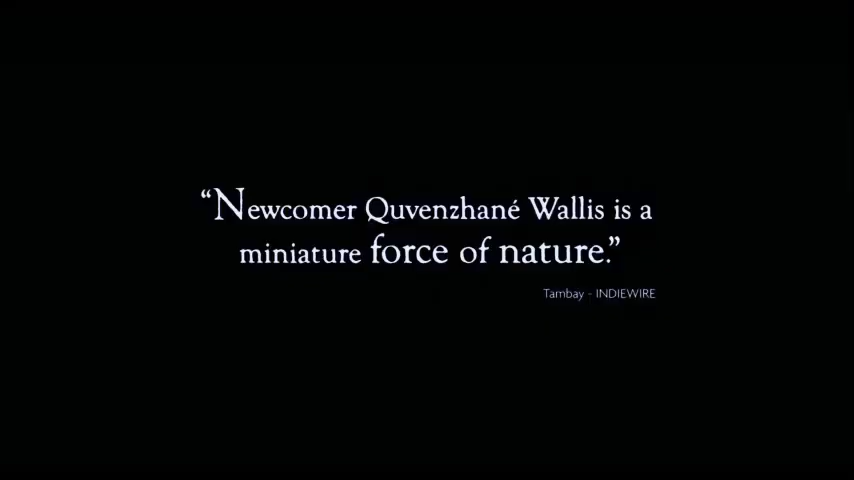 “Newcomer Quvenzhané Wallis is a
miniature force of nature.”
Tambay - INDIEWIRE